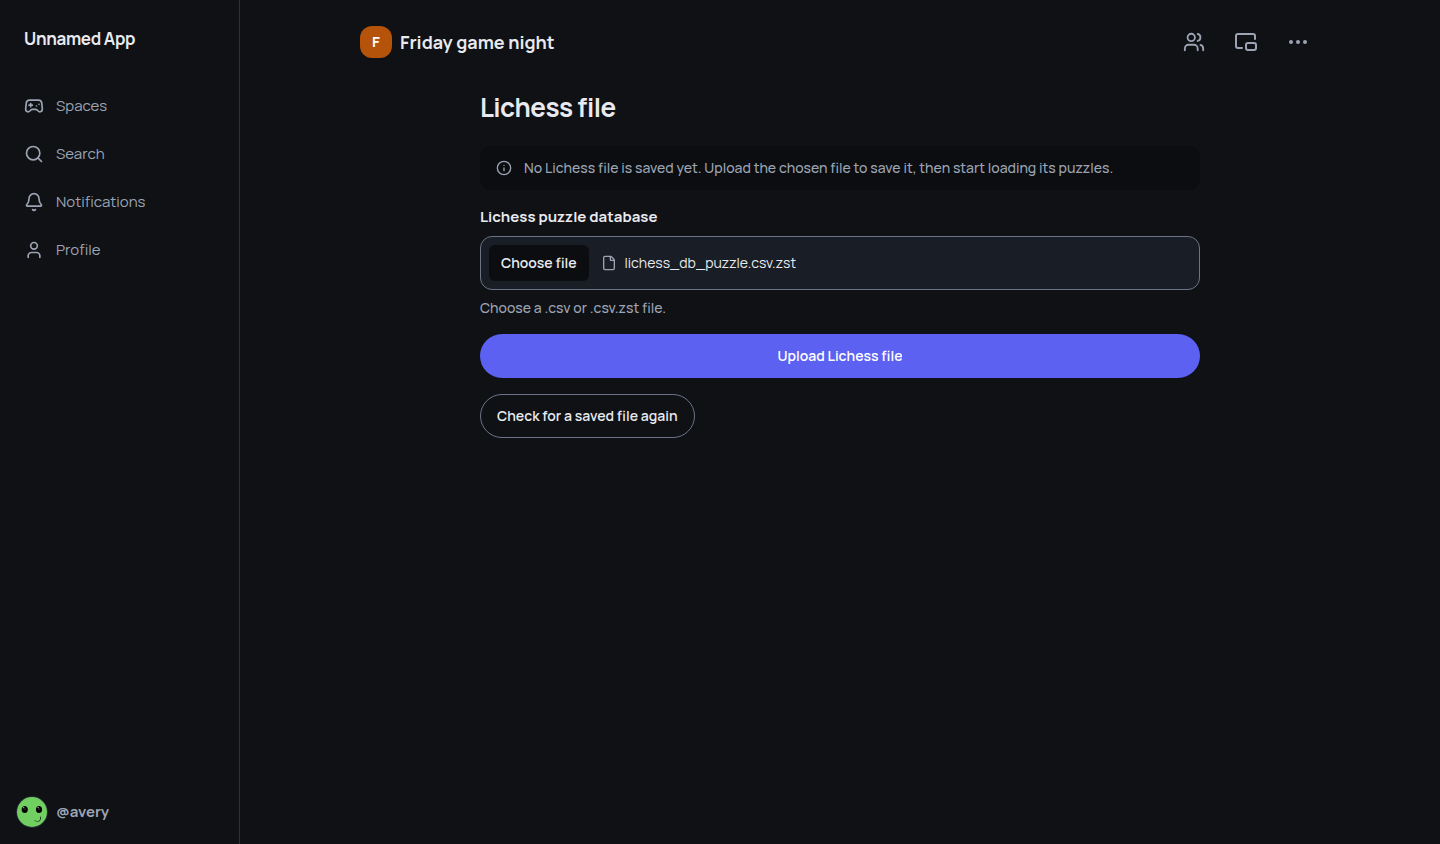 Unnamed App
Spaces
Search
Notifications
Profile
@avery
F Friday game night
Lichess file
No Lichess file is saved yet. Upload the chosen file to save it, then start loading its puzzles.
Lichess puzzle database
Choose file lichess_db_puzzle.csv.zst
Choose a .csv or .csv.zst file.
Upload Lichess file
Check for a saved file again